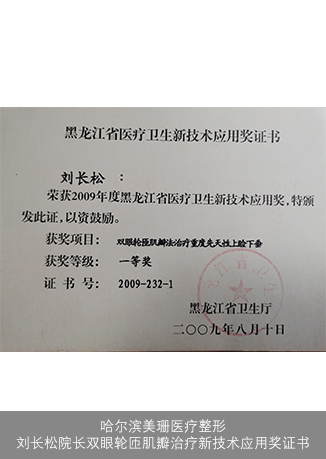 黑龙江省医疗卫生新技术应用奖证书
刘长松：
荣获2009年度黑龙江省医疗卫生新技术应用奖，特颁
发此证，以资鼓励。
获奖项目：双眼轮匝肌瓣法治疗重度先天性上睑下垂
获奖等级：一等奖
证书号：2009-232-1
黑龙江省卫生厅
二〇〇九年八月十日
哈尔滨美珊医疗整形
刘长松院长双眼轮匝肌瓣治疗新技术应用奖证书